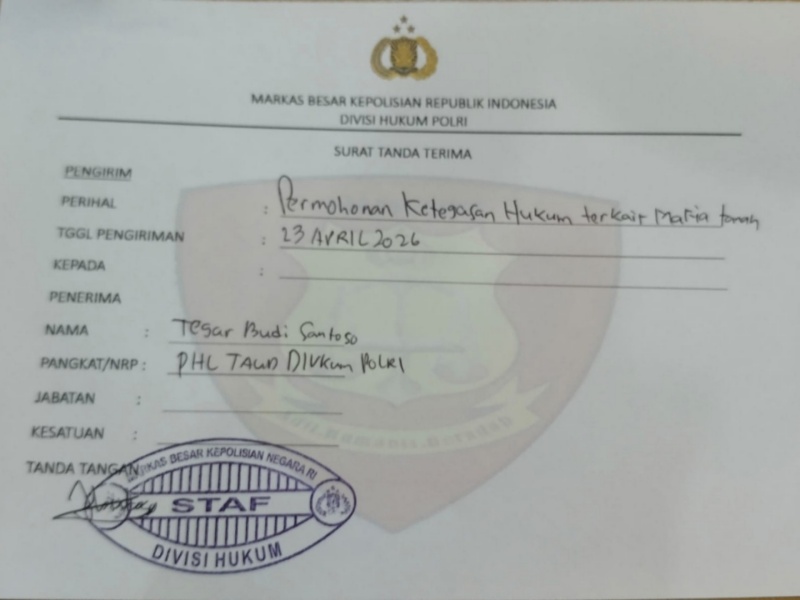 MARKAS BESAR KEPOLISIAN REPUBLIK INDONESIA
DIVISI HUKUM POLRI
SURAT TANDA TERIMA
PENGIRIM
PERIHAL : Permohonan Ketegasan Hukum terkait Mafia tanah
TGGL PENGIRIMAN : 23 APRIL 2026
KEPADA :
PENERIMA
NAMA : Tegar Budi Santoso
PANGKAT/NRP : PHL TAUD DIVKUM POLRI
JABATAN :
KESATUAN :
TANDA TANGAN
MARKAS BESAR KEPOLISIAN NEGARA RI
STAF
DIVISI HUKUM